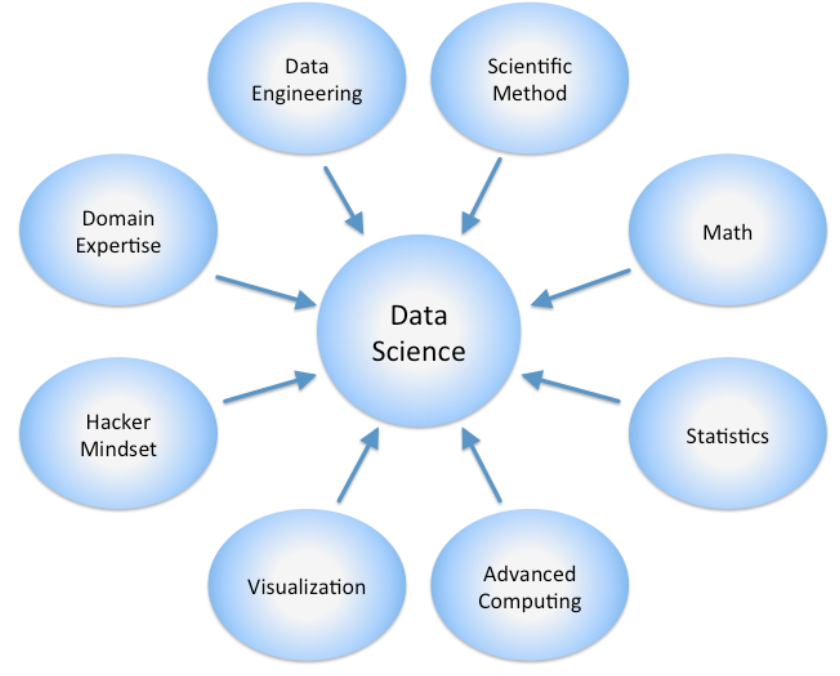 Data
Engineering
Scientific
Method
Domain
Expertise
Math
Data
Science
Hacker
Mindset
Statistics
Visualization
Advanced
Computing